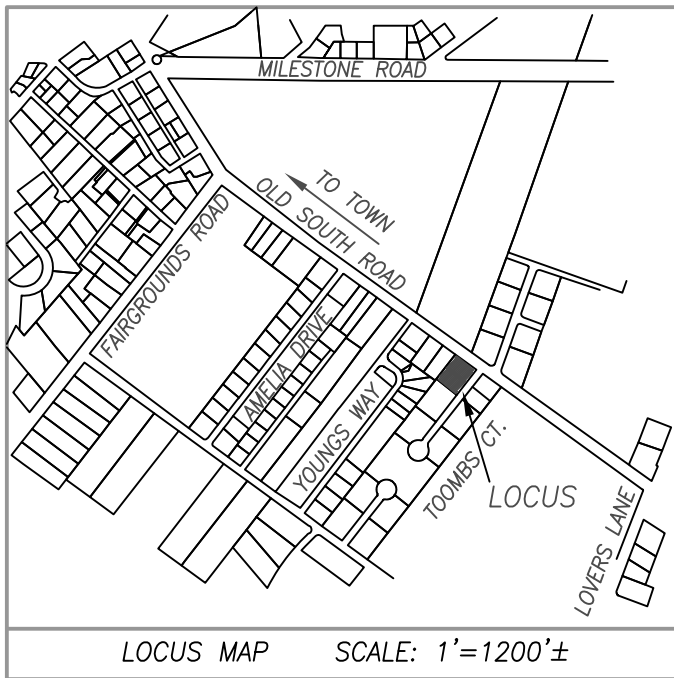 MILESTONE ROAD
TO TOWN
OLD SOUTH ROAD
FAIRGROUNDS ROAD
AMELIA DRIVE
YOUNGS WAY
TOOMBS CT.
LOCUS
LOVERS LANE
LOCUS MAP SCALE: 1'=1200'±